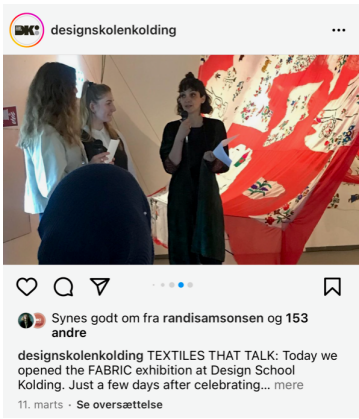 DK:
designskolenkolding
Synes godt om fra randisamsonsen og 153
andre
designskolenkolding TEXTILES THAT TALK: Today we
opened the FABRIC exhibition at Design School
Kolding. Just a few days after celebrating... mere
11. marts · Se oversættelse